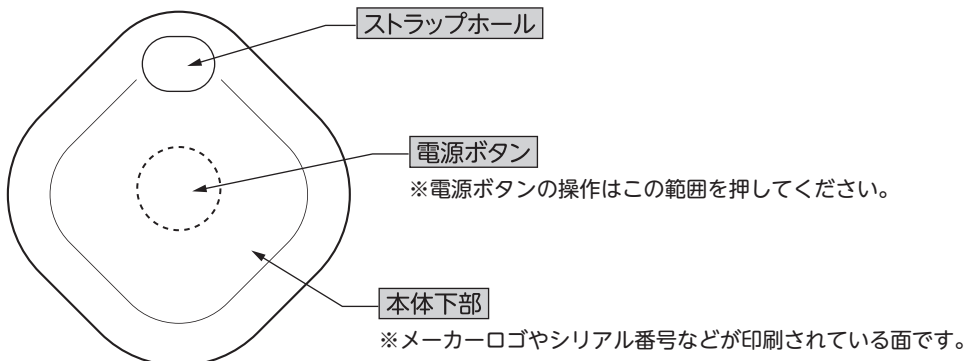 ストラップホール
電源ボタン
※電源ボタンの操作はこの範囲を押してください。
本体下部
※メーカーロゴやシリアル番号などが印刷されている面です。